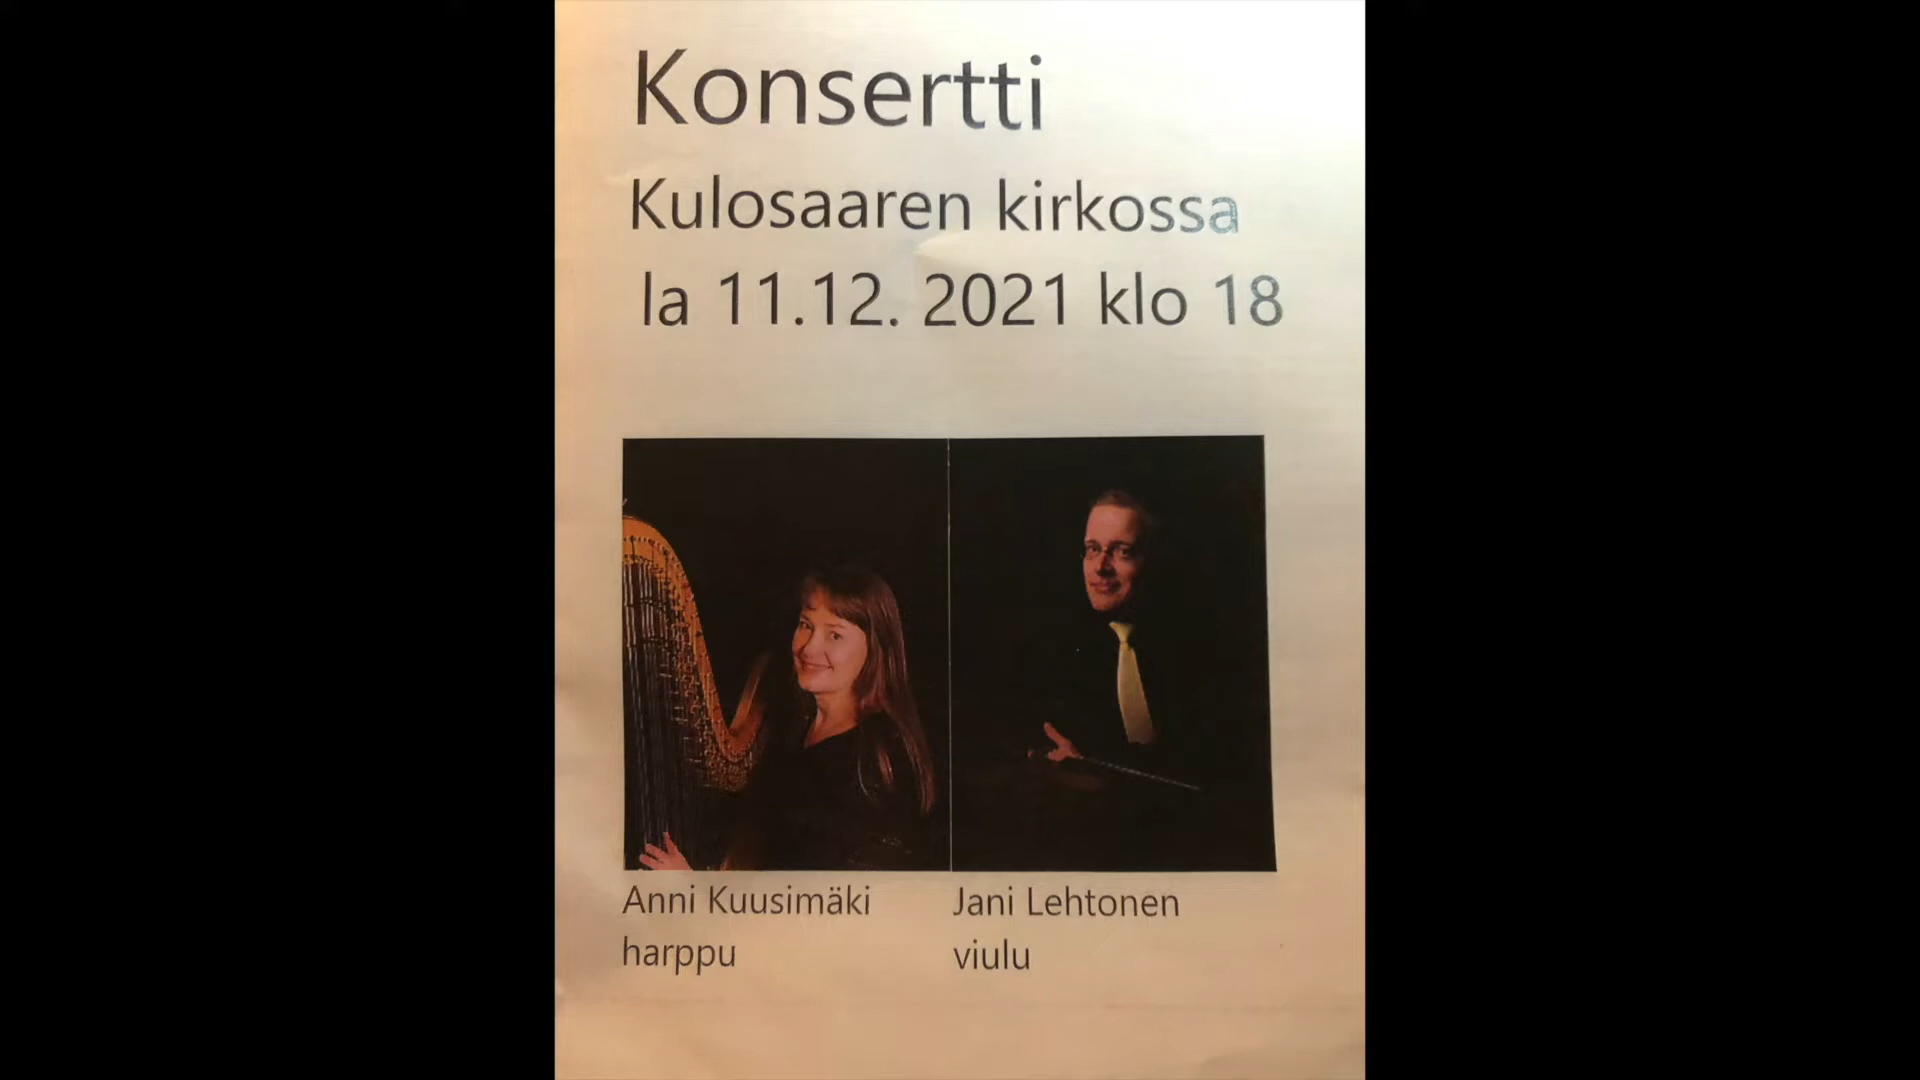 Konsertti
Kulosaaren kirkossa
la 11.12. 2021 klo 18
Anni Kuusimäki
harppu
Jani Lehtonen
viulu